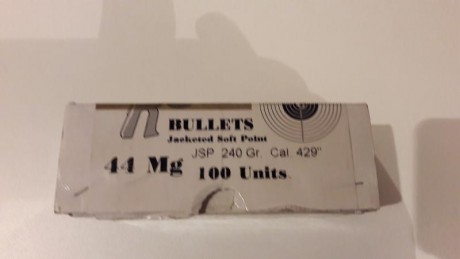 BULLETS
Jacketed Soft Point
JSP 240 Gr. Cal. 429"
44 Mg 100 Units